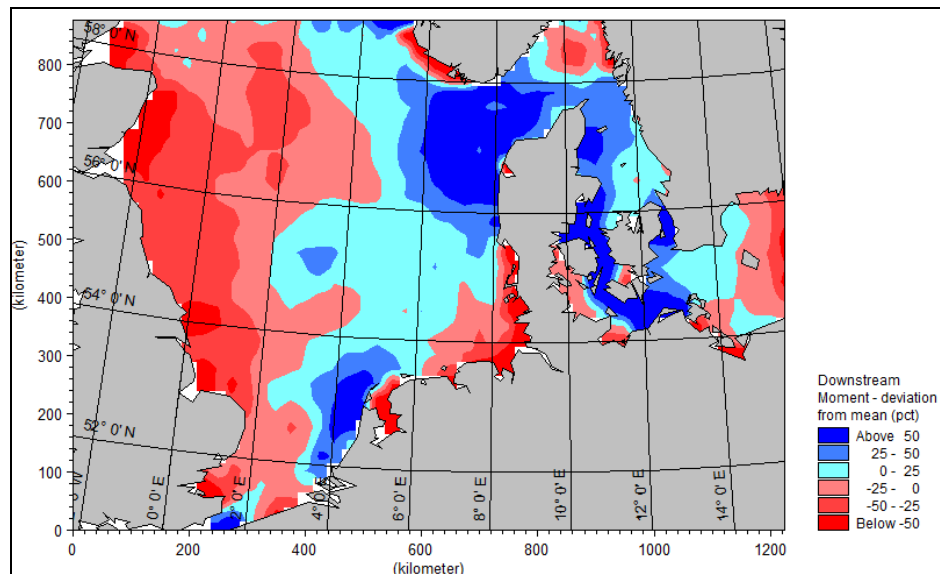 58° 0' N
56° 0' N
54° 0' N
52° 0' N
0° 0' E
2° 0' E
4° 0' E
6° 0' E
8° 0' E
10° 0' E
12° 0' E
14° 0' E
800
700
600
500
400
300
200
100
0
(kilometer)
0 200 400 600 800 1000 1200
(kilometer)
Downstream
Moment - deviation
from mean (pct)
Above 50
25 - 50
0 - 25
-25 - 0
-50 - -25
Below -50